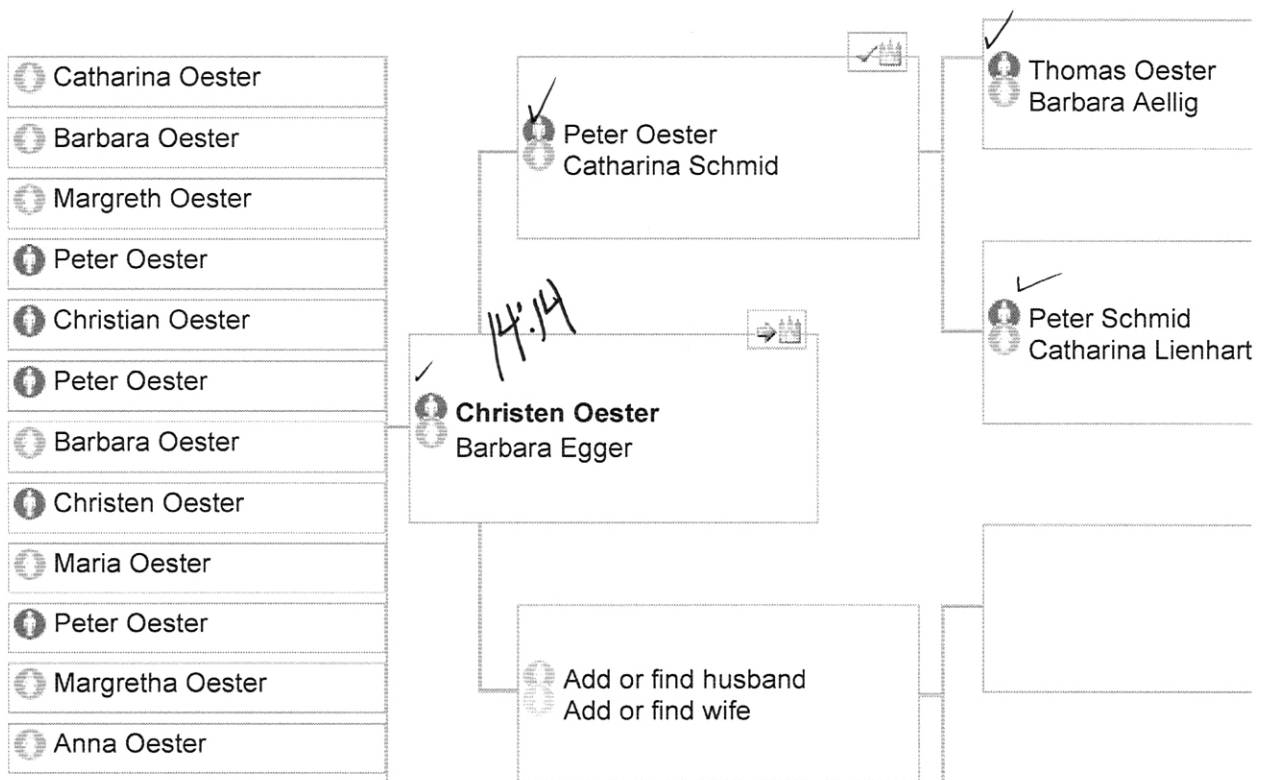 Catharina Oester
Barbara Oester
Margreth Oester
Peter Oester
Christian Oester
Peter Oester
Barbara Oester
Christen Oester
Maria Oester
Peter Oester
Margretha Oester
Anna Oester
14:14
Christen Oester
Barbara Egger
Peter Oester
Catharina Schmid
Add or find husband
Add or find wife
Thomas Oester
Barbara Aellig
Peter Schmid
Catharina Lienhart